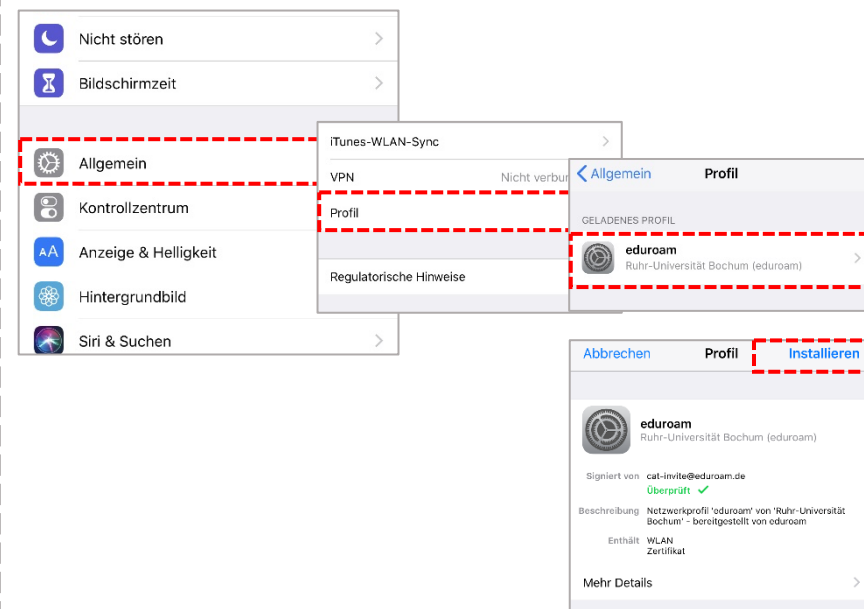 Nicht stören
Bildschirmzeit
Allgemein
Kontrollzentrum
AA Anzeige & Helligkeit
Hintergrundbild
Siri & Suchen
iTunes-WLAN-Sync
VPN Nicht
Profil
Regulatorische Hinweise
Allgemein Profil
GELADENES PROFIL
eduroam
Ruhr-Universität Bochum (eduroam)
Abbrechen Profil Installieren
eduroam
Ruhr-Universität Bochum (eduroam)
Signiert von cat-invite@eduroam.de
Überprüft
Beschreibung Netzwerkprofil 'eduroam' von 'Ruhr-Universität
Bochum' - bereitgestellt von eduroam
Enthält WLAN
Zertifikat
Mehr Details